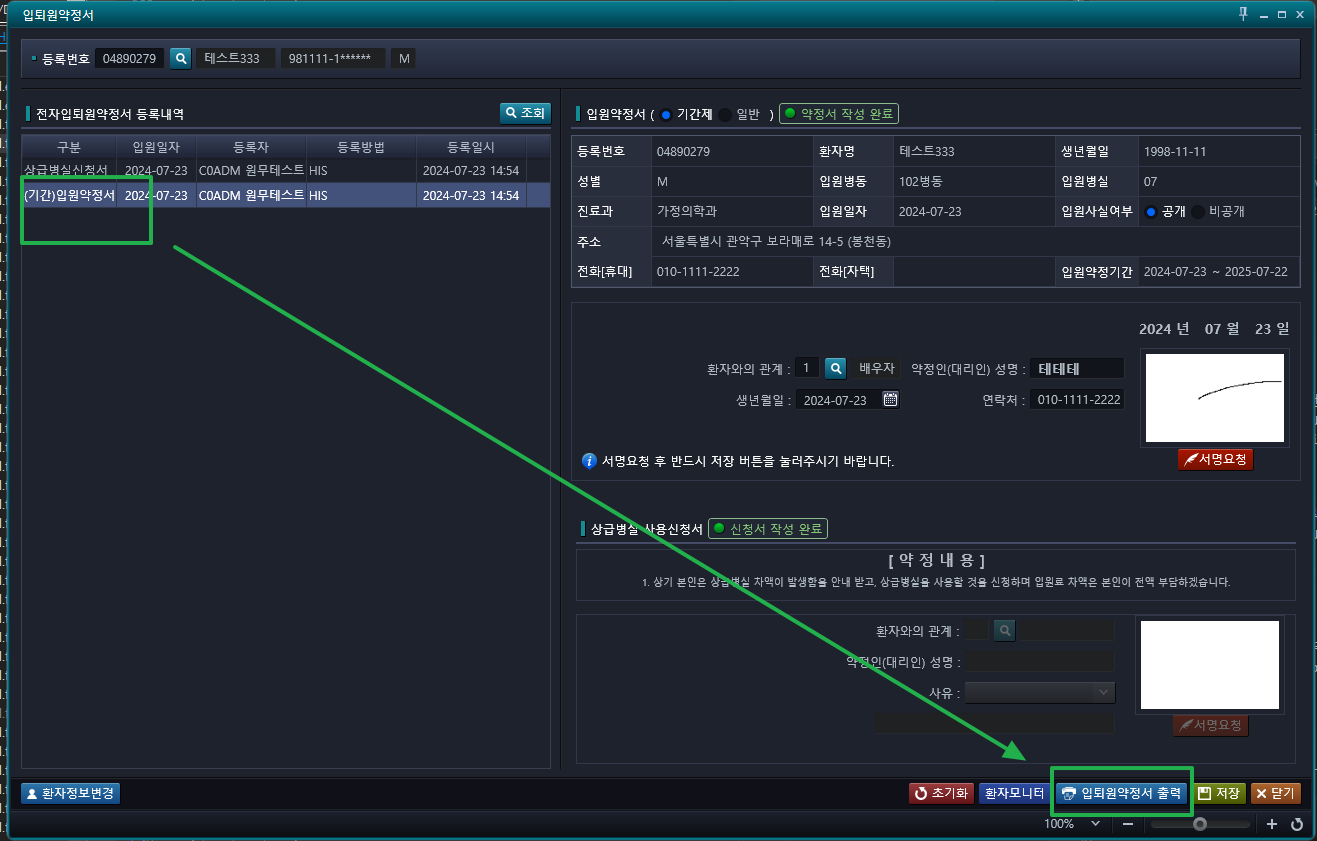 입퇴원약정서
등록번호 04890279 테스트333 981111-1****** M
전자입퇴원약정서 등록내역 조회
구분 입원일자 등록자 등록방법 등록일시
상급병실신청서 2024-07-23 C0ADM 원무테스트 HIS 2024-07-23 14:54
(기간)입원약정서 2024-07-23 C0ADM 원무테스트 HIS 2024-07-23 14:54
입원약정서 ( 기간제 일반 ) 약정서 작성 완료
등록번호 04890279 환자명 테스트333 생년월일 1998-11-11
성별 M 입원병동 102병동 입원병실 07
진료과 가정의학과 입원일자 2024-07-23 입원사실여부 공개 비공개
주소 서울특별시 관악구 보라매로 14-5 (봉천동)
전화[휴대] 010-1111-2222 전화[자택] 입원약정기간 2024-07-23 ~ 2025-07-22
2024 년 07 월 23 일
환자와의 관계 : 1 배우자 약정인(대리인) 성명 : 테테테
생년월일 : 2024-07-23 연락처 : 010-1111-2222
서명요청 후 반드시 저장 버튼을 눌러주시기 바랍니다.
서명요청
상급병실 사용신청서 신청서 작성 완료
[ 약 정 내 용 ]
1. 상기 본인은 상급병실 차액이 발생함을 안내 받고, 상급병실을 사용할 것을 신청하며 입원료 차액은 본인이 전액 부담하겠습니다.
환자와의 관계 :
약정인(대리인) 성명 :
사유 :
서명요청
환자정보변경 초기화 환자모니터 입퇴원약정서 출력 저장 닫기
100%